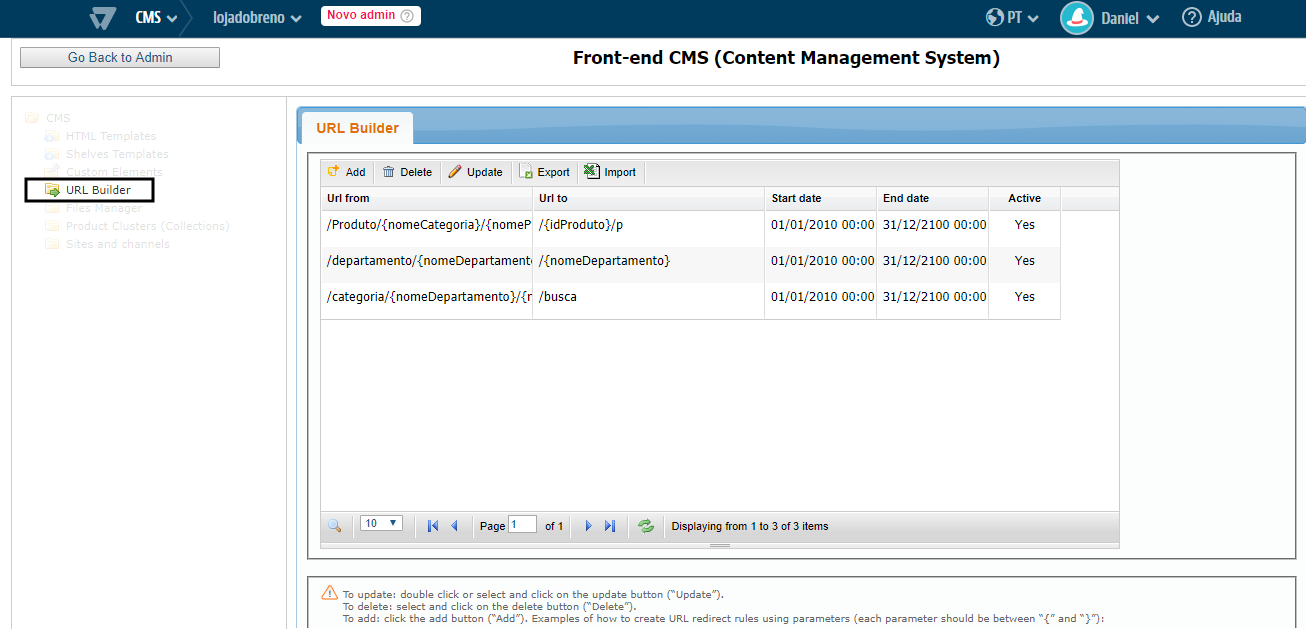 CMS
lojadobreno
Novo admin
PT
Daniel
Ajuda
Go Back to Admin
Front-end CMS (Content Management System)
CMS
HTML Templates
Shelves Templates
Custom Elements
URL Builder
Files Manager
Product Clusters (Collections)
Sites and channels
URL Builder
Add Delete Update Export Import
Url from Url to Start date End date Active
/Produto/{nomeCategoria}/{nomeP /{idProduto}/p 01/01/2010 00:00 31/12/2100 00:00 Yes
/departamento/{nomeDepartamento /{nomeDepartamento} 01/01/2010 00:00 31/12/2100 00:00 Yes
/categoria/{nomeDepartamento}/{n /busca 01/01/2010 00:00 31/12/2100 00:00 Yes
10 Page 1 of 1 Displaying from 1 to 3 of 3 items
To update: double click or select and click on the update button (“Update”).
To delete: select and click on the delete button (“Delete”).
To add: click the add button (“Add”). Examples of how to create URL redirect rules using parameters (each parameter should be between “{” and “}”):